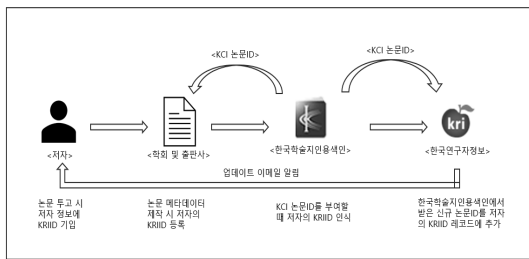 <KCI 논문ID>
<KCI 논문ID>
kri
<저자>
<학회 및 출판사>
<한국학술지인용색인>
<한국연구자정보>
업데이트 이메일 알림
논문 투고 시
저자 정보에
KRIID 기입
논문 메타데이터
제작 시 저자의
KRIID 등록
KCI 논문ID를 부여할
때 저자의 KRIID 인식
한국학술지인용색인에서
받은 신규 논문ID를 저자
의 KRIID 레코드에 추가